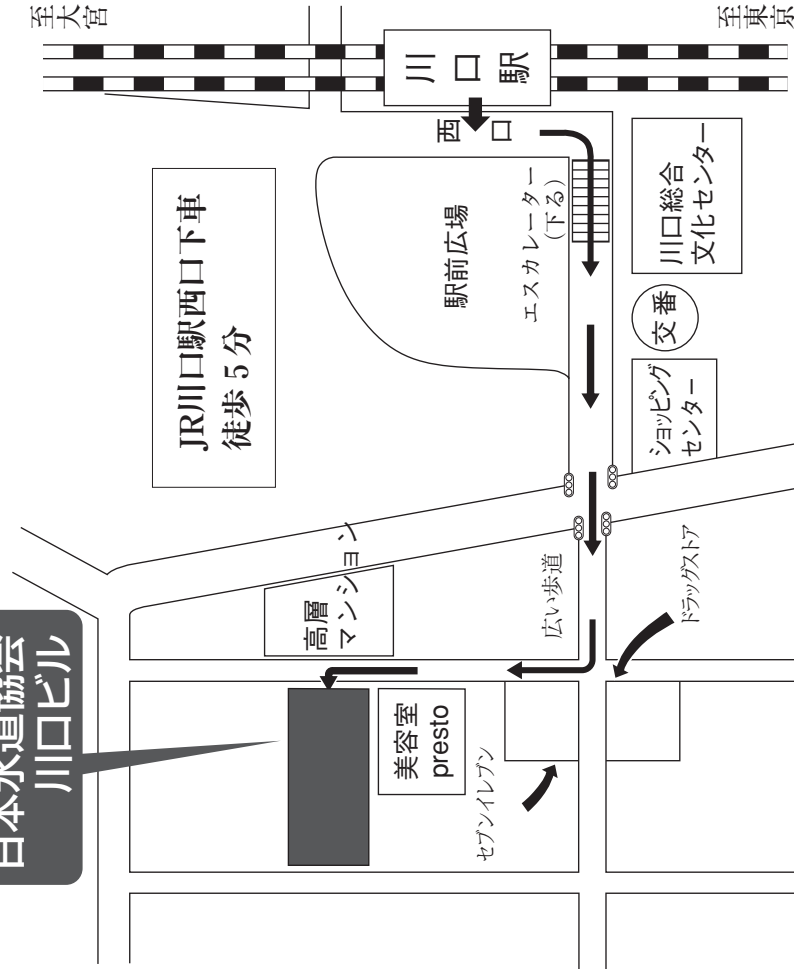 至大宮
至東京
川口駅
西口
JR川口駅西口下車
徒歩 5 分
駅前広場
エスカレーター
(下る)
川口総合
文化センター
交番
ショッピング
センター
高層
マンション
広い歩道
ドラッグストア
日本水道協会
川口ビル
美容室
presto
セブンイレブン